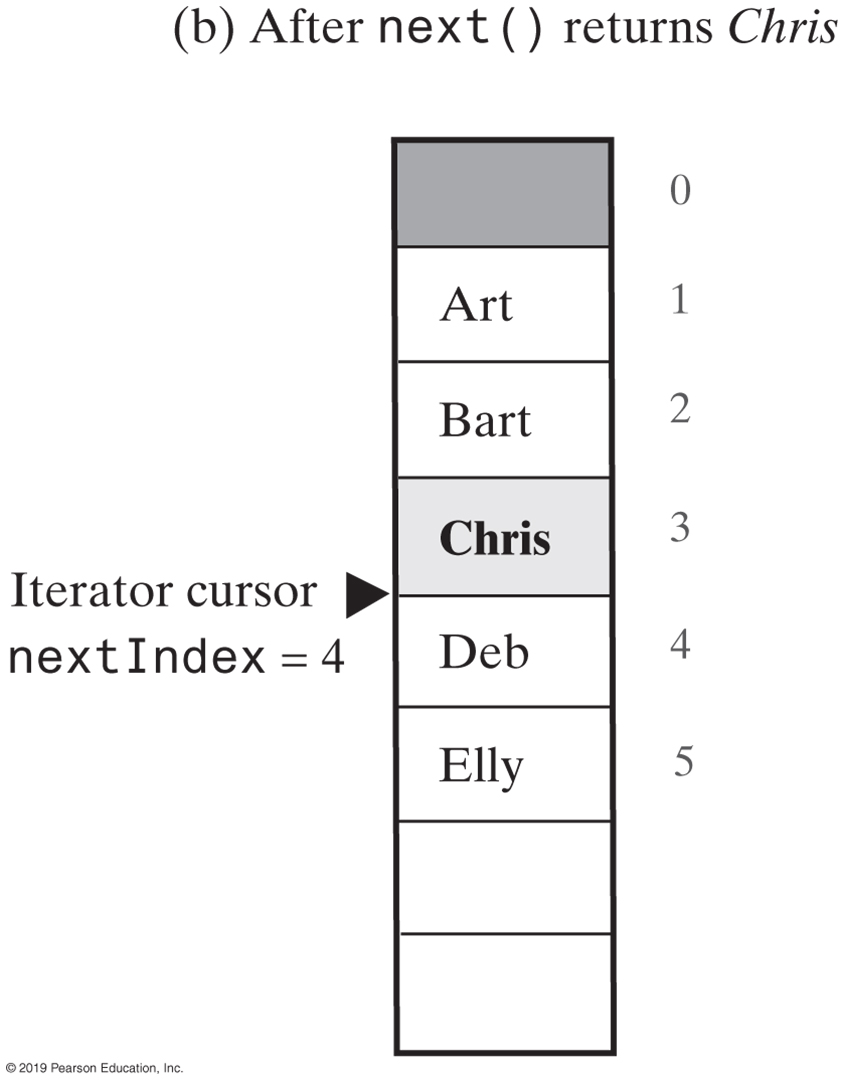 (b) After next() returns Chris
0
Art 1
Bart 2
Chris 3
Iterator cursor
nextIndex = 4
Deb 4
Elly 5
© 2019 Pearson Education, Inc.